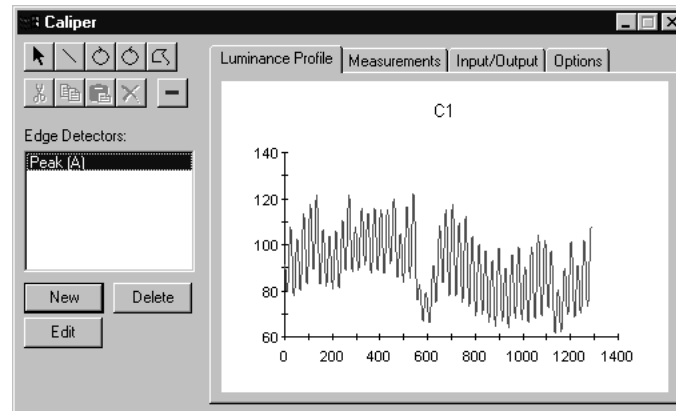 Caliper
Luminance Profile Measurements Input/Output Options
Edge Detectors:
Peak (A)
New Delete
Edit
C1
140
120
100
80
60
0 200 400 600 800 1000 1200 1400